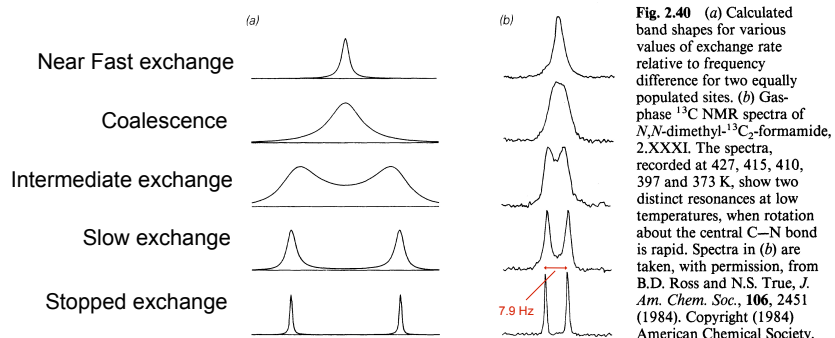 (a)
(b)
Near Fast exchange
Coalescence
Intermediate exchange
Slow exchange
Stopped exchange
7.9 Hz
Fig. 2.40 (a) Calculated
band shapes for various
values of exchange rate
relative to frequency
difference for two equally
populated sites. (b) Gas-
phase ¹³C NMR spectra of
N,N-dimethyl-¹³C₂-formamide,
2.XXXI. The spectra,
recorded at 427, 415, 410,
397 and 373 K, show two
distinct resonances at low
temperatures, when rotation
about the central C—N bond
is rapid. Spectra in (b) are
taken, with permission, from
B.D. Ross and N.S. True, J.
Am. Chem. Soc., 106, 2451
(1984). Copyright (1984)
American Chemical Society.